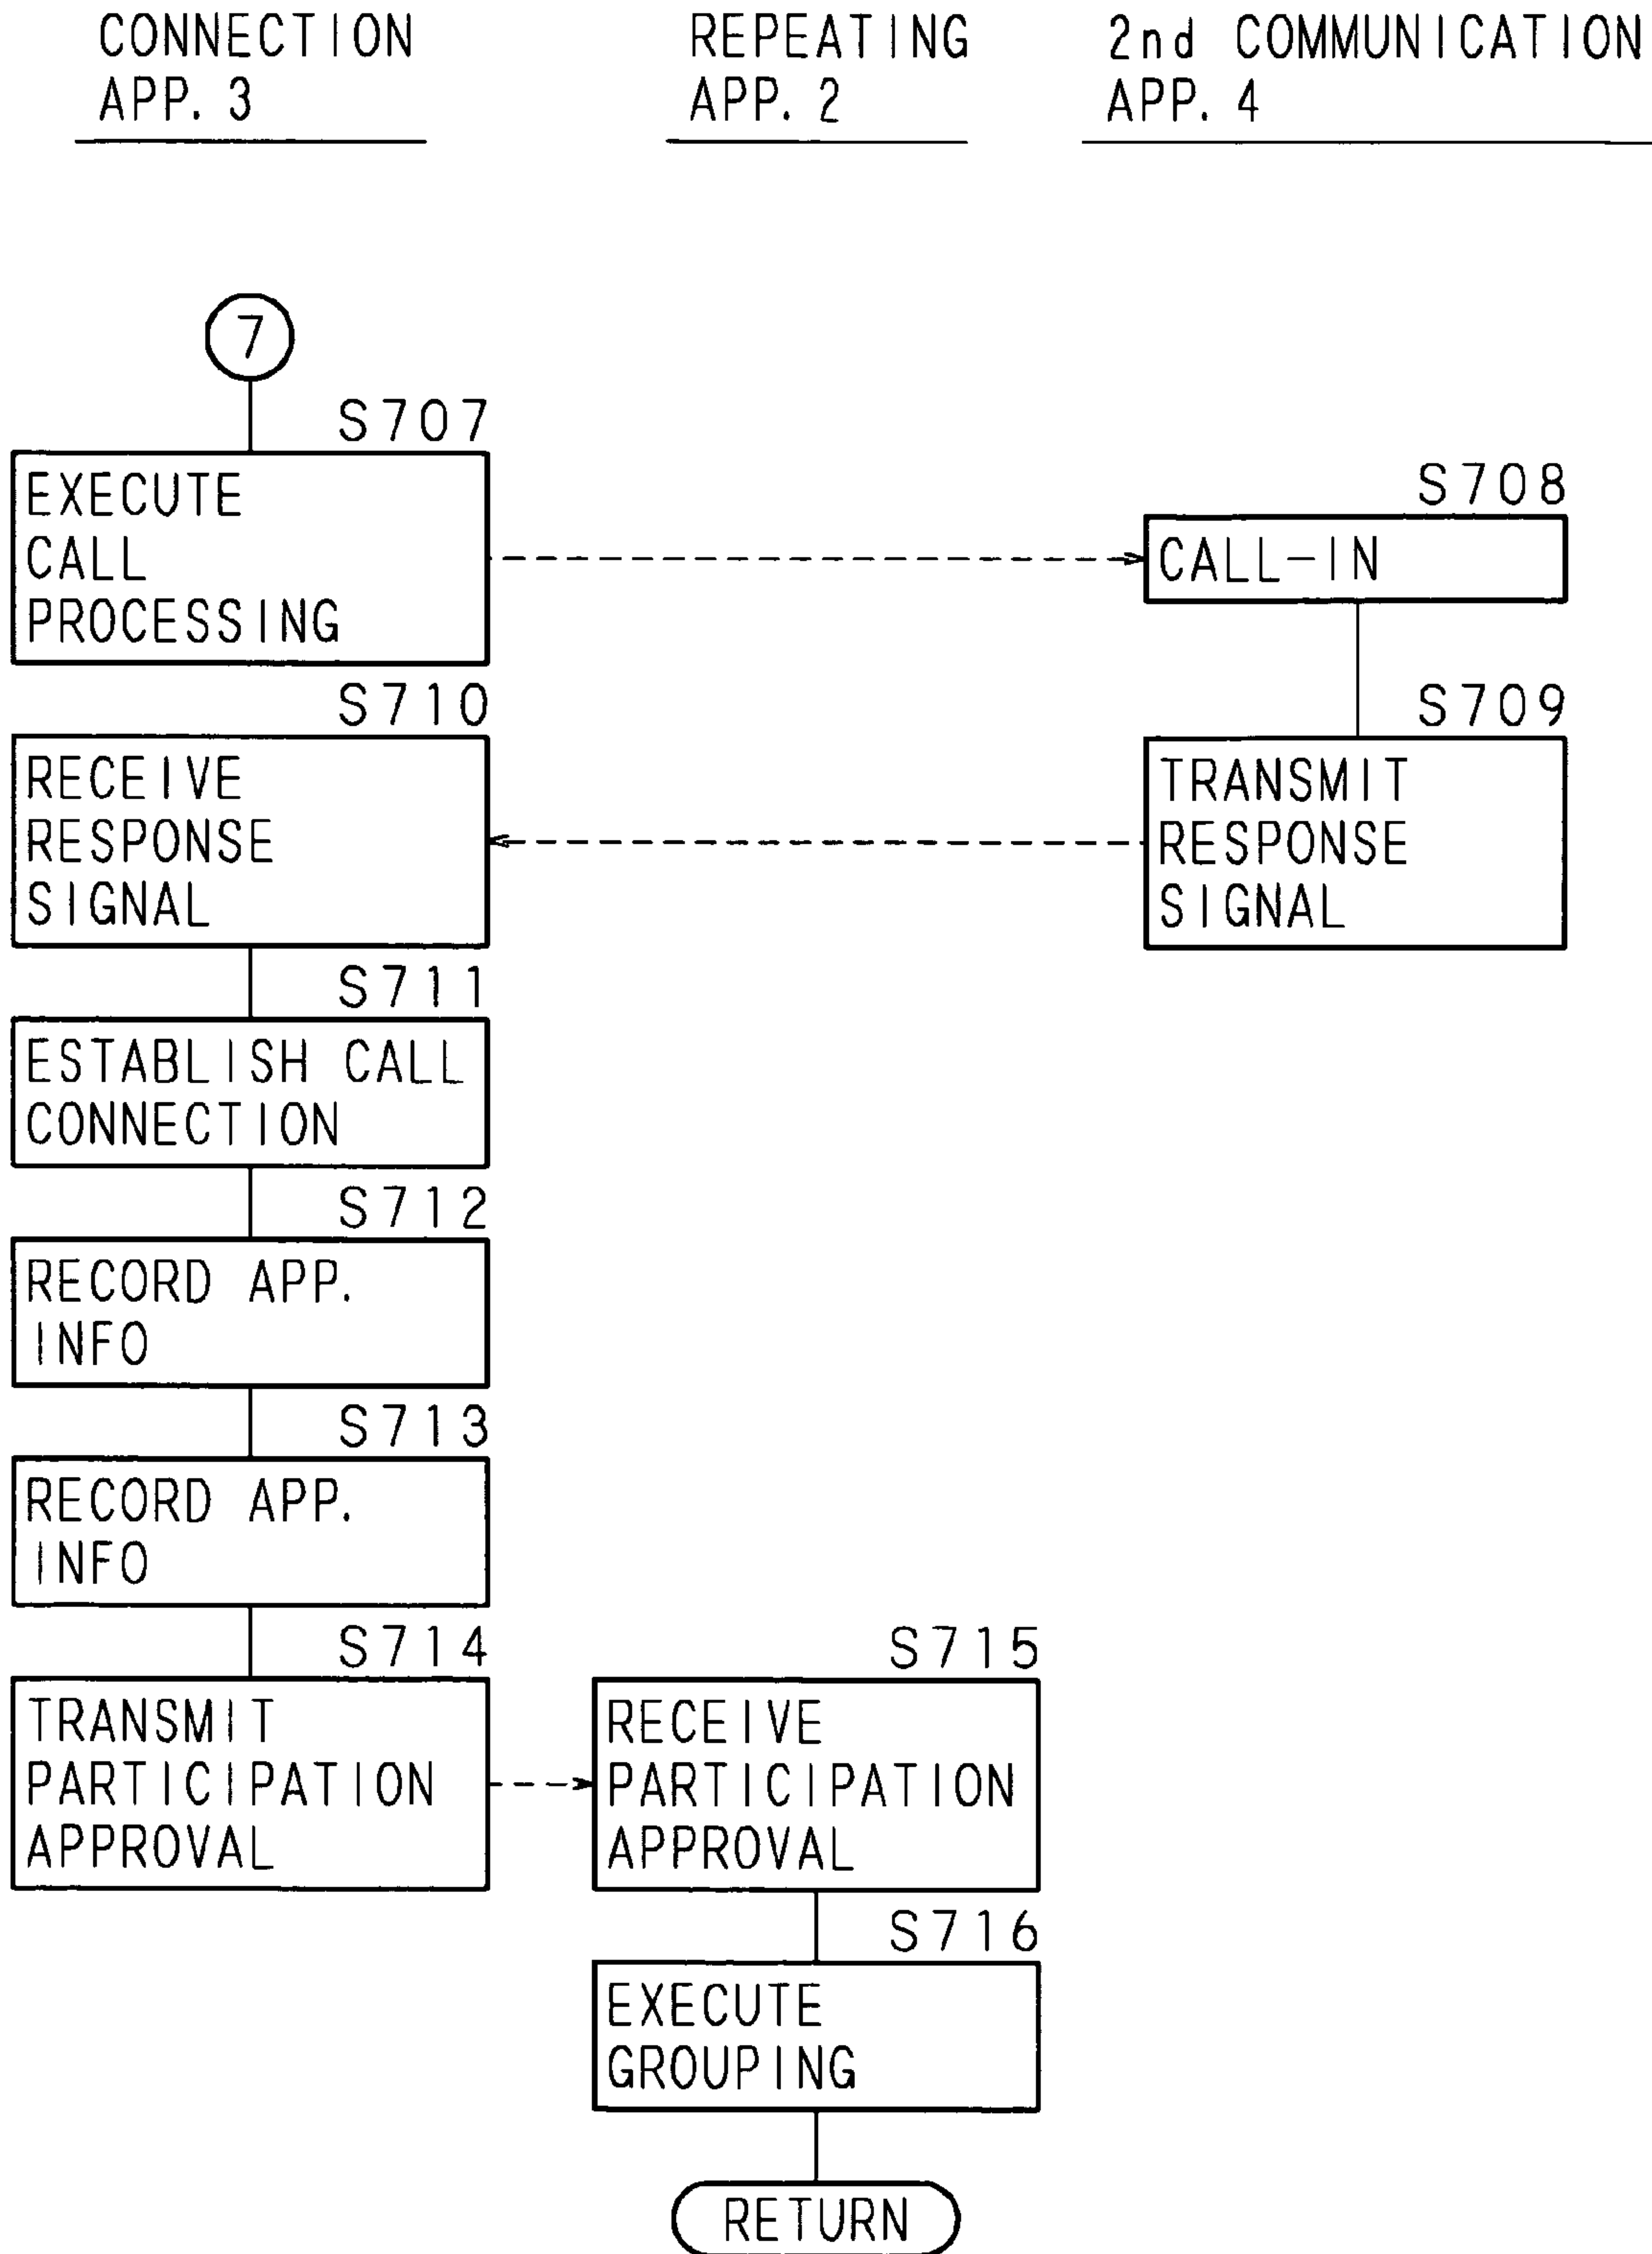 CONNECTION
APP. 3
REPEATING
APP. 2
2nd COMMUNICATION
APP. 4
7
S707
EXECUTE
CALL
PROCESSING
S708
CALL-IN
S709
TRANSMIT
RESPONSE
SIGNAL
S710
RECEIVE
RESPONSE
SIGNAL
S711
ESTABLISH CALL
CONNECTION
S712
RECORD APP.
INFO
S713
RECORD APP.
INFO
S714
TRANSMIT
PARTICIPATION
APPROVAL
S715
RECEIVE
PARTICIPATION
APPROVAL
S716
EXECUTE
GROUPING
RETURN